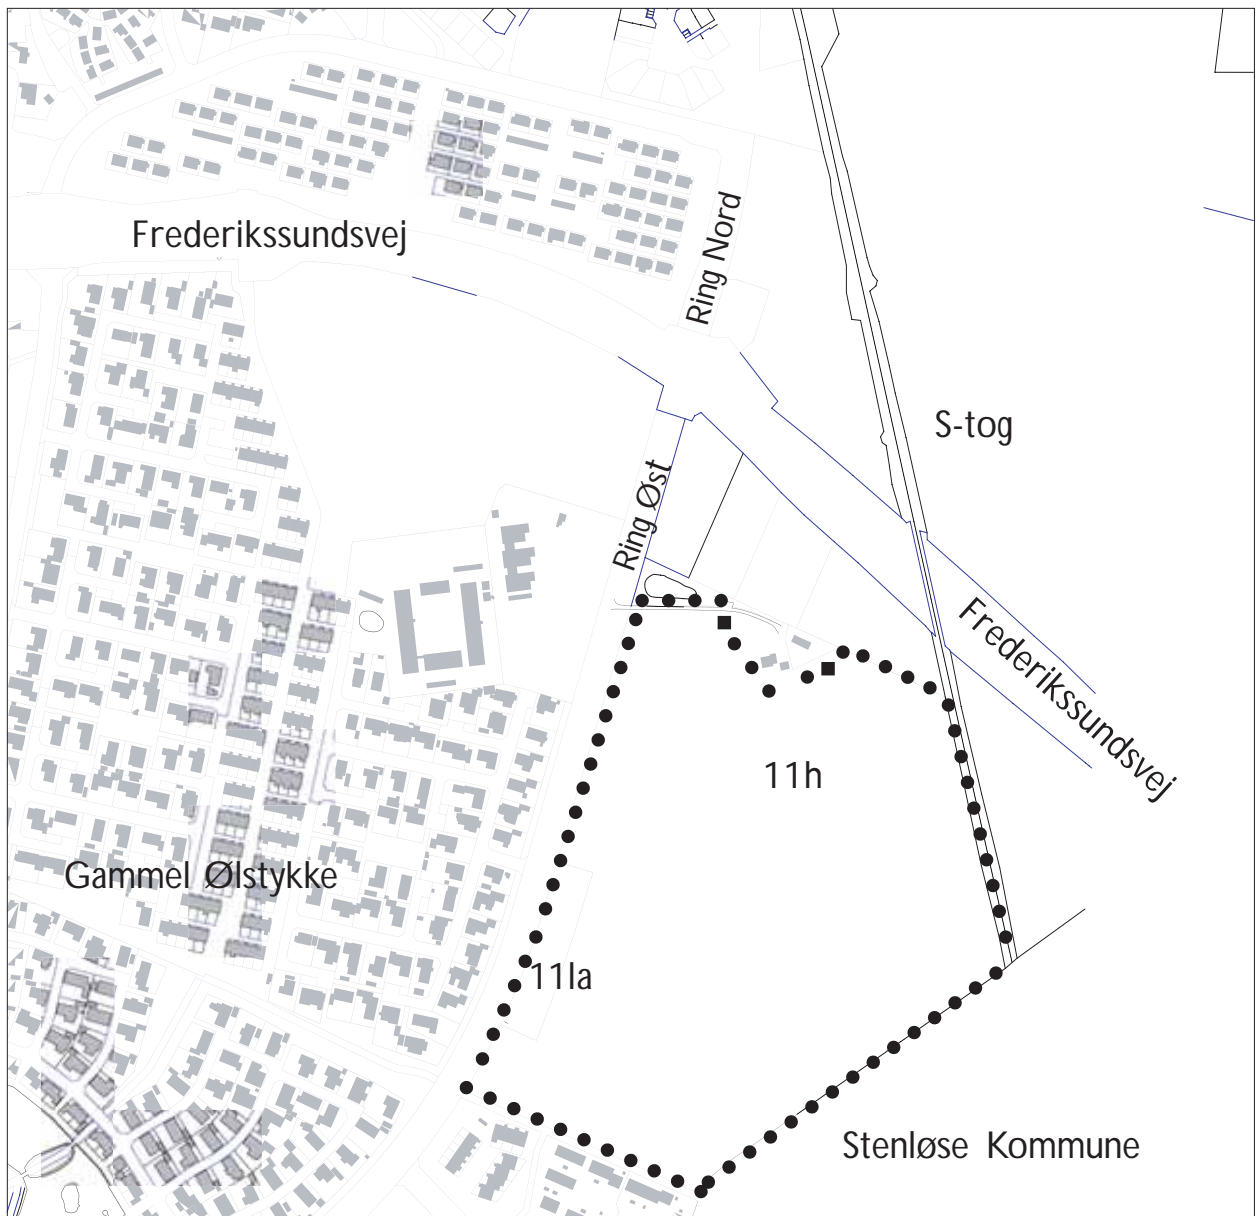 Frederikssundsvej
Ring Nord
S-tog
Ring Øst
Frederikssundsvej
11h
Gammel Ølstykke
11la
Stenløse Kommune